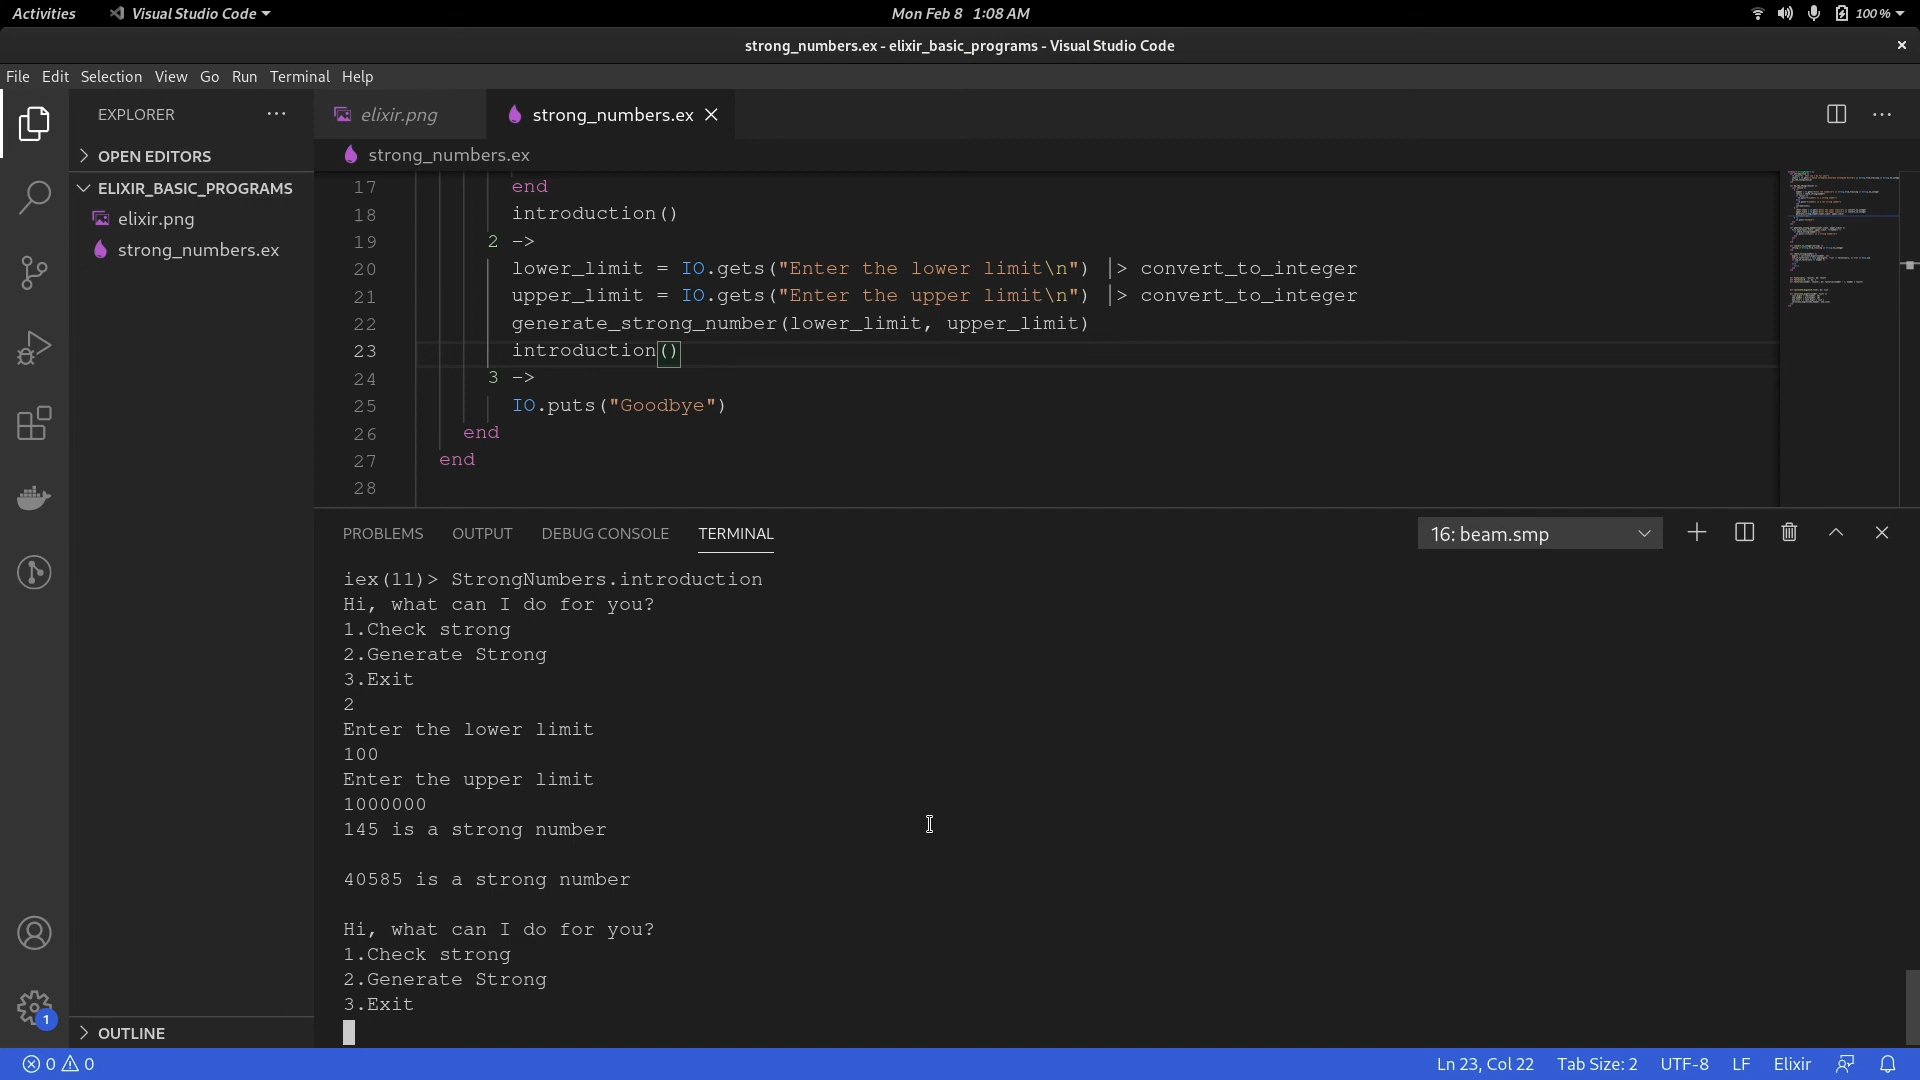 Activities Visual Studio Code Mon Feb 8 1:08 AM 100 %
strong_numbers.ex - elixir_basic_programs - Visual Studio Code
File Edit Selection View Go Run Terminal Help
EXPLORER
OPEN EDITORS
ELIXIR_BASIC_PROGRAMS
elixir.png
strong_numbers.ex
OUTLINE
1
elixir.png strong_numbers.ex
strong_numbers.ex
17 end
18 introduction()
19 2 ->
20 lower_limit = IO.gets("Enter the lower limit\n") |> convert_to_integer
21 upper_limit = IO.gets("Enter the upper limit\n") |> convert_to_integer
22 generate_strong_number(lower_limit, upper_limit)
23 introduction()
24 3 ->
25 IO.puts("Goodbye")
26 end
27 end
28
PROBLEMS OUTPUT DEBUG CONSOLE TERMINAL 16: beam.smp
iex(11)> StrongNumbers.introduction
Hi, what can I do for you?
1.Check strong
2.Generate Strong
3.Exit
2
Enter the lower limit
100
Enter the upper limit
1000000
145 is a strong number
40585 is a strong number
Hi, what can I do for you?
1.Check strong
2.Generate Strong
3.Exit
0 0 Ln 23, Col 22 Tab Size: 2 UTF-8 LF Elixir